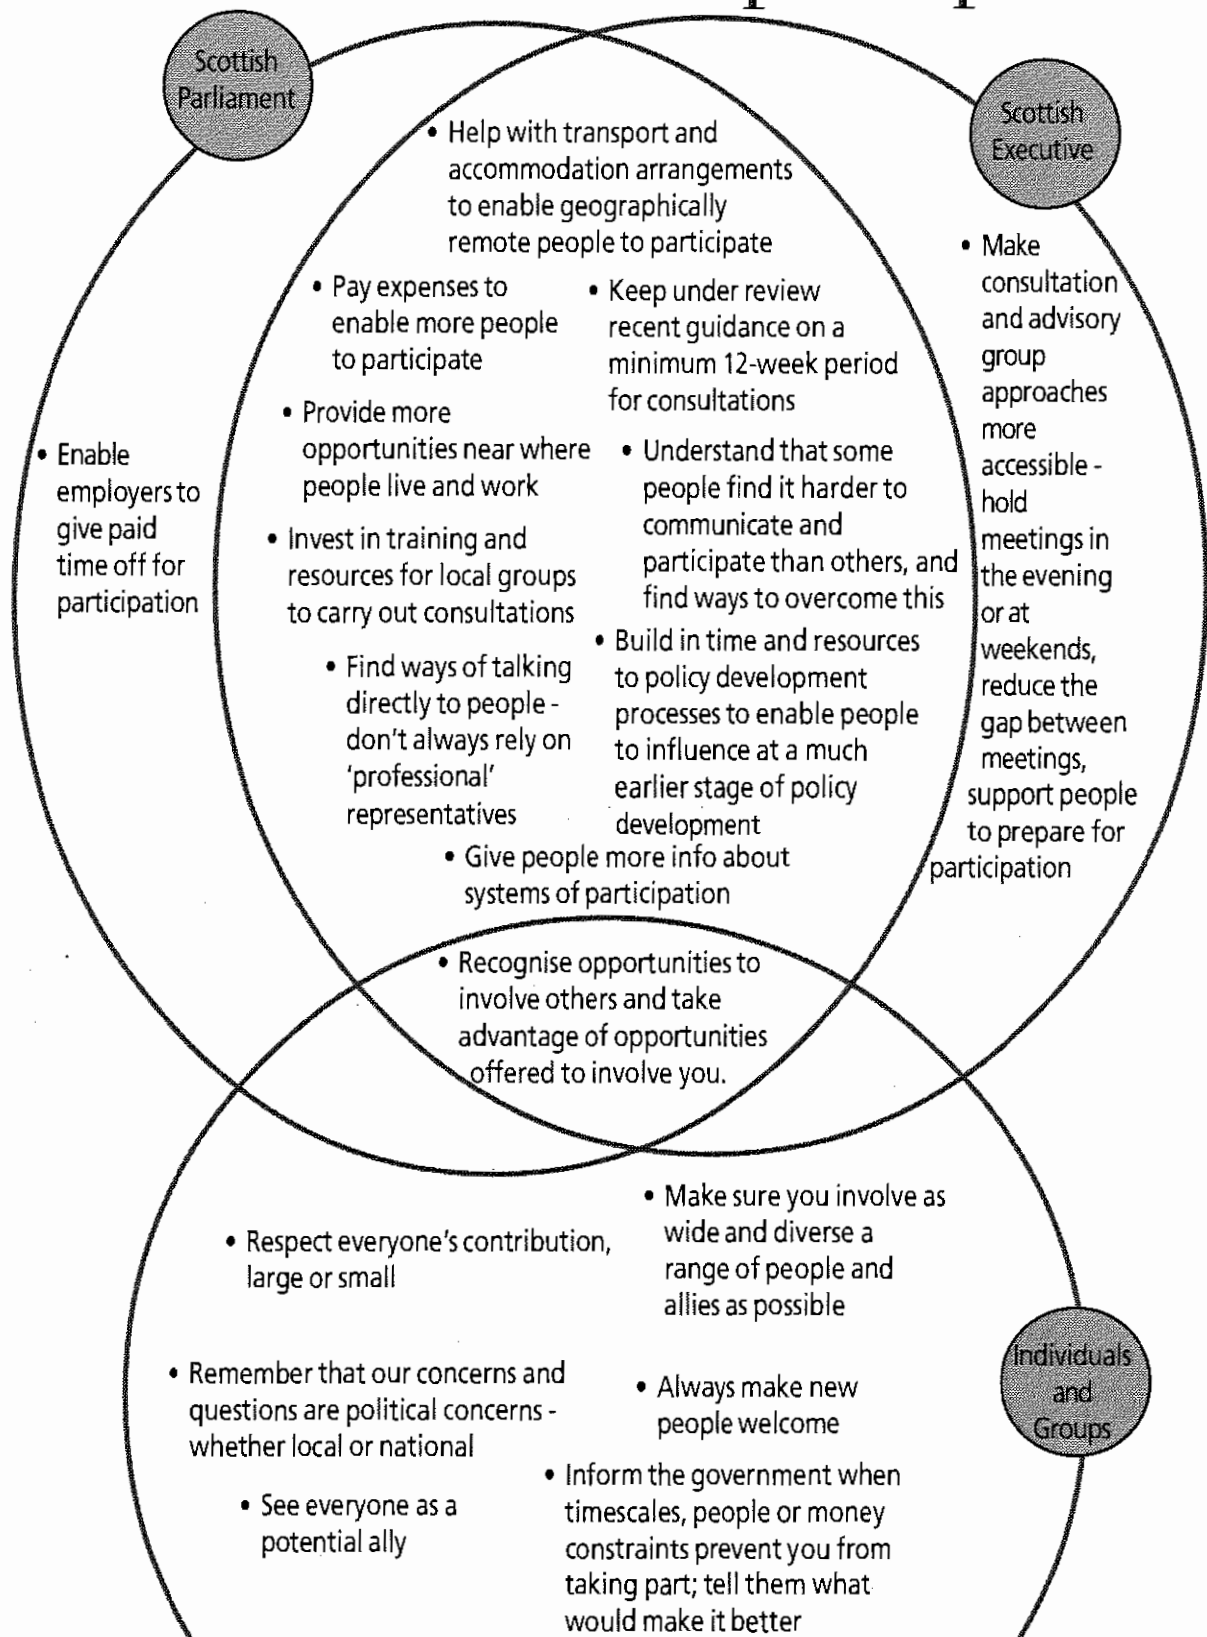 Scottish
Parliament
Scottish
Executive
• Help with transport and
accommodation arrangements
to enable geographically
remote people to participate
• Pay expenses to
enable more people
to participate
• Keep under review
recent guidance on a
minimum 12-week period
for consultations
• Provide more
opportunities near where
people live and work
• Understand that some
people find it harder to
communicate and
participate than others, and
find ways to overcome this
• Invest in training and
resources for local groups
to carry out consultations
• Find ways of talking
directly to people -
don't always rely on
'professional'
representatives
• Build in time and resources
to policy development
processes to enable people
to influence at a much
earlier stage of policy
development
• Give people more info about
systems of participation
• Enable
employers to
give paid
time off for
participation
• Make
consultation
and advisory
group
approaches
more
accessible -
hold
meetings in
the evening
or at
weekends,
reduce the
gap between
meetings,
support people
to prepare for
participation
• Recognise opportunities to
involve others and take
advantage of opportunities
offered to involve you.
• Respect everyone's contribution,
large or small
• Make sure you involve as
wide and diverse a
range of people and
allies as possible
• Remember that our concerns and
questions are political concerns -
whether local or national
• Always make new
people welcome
Individuals
and
Groups
• See everyone as a
potential ally
• Inform the government when
timescales, people or money
constraints prevent you from
taking part; tell them what
would make it better